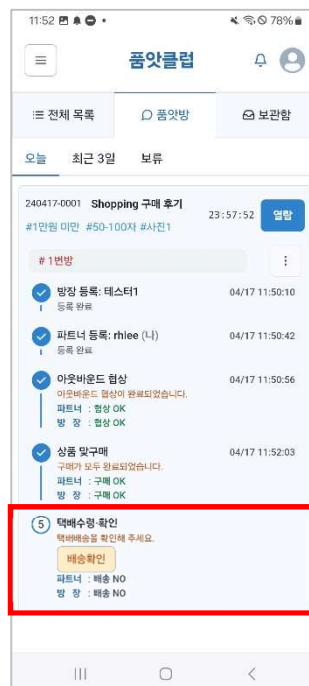 11:52 78%
품앗클럽
전체 목록 품앗방 보관함
오늘 최근 3일 보류
240417-0001 Shopping 구매 후기
23:57:52 열람
#1만원 미만 #50-100자 #사진1
# 1번방
방장 등록: 테스터1 04/17 11:50:10
등록 완료
파트너 등록: rhlee (나) 04/17 11:50:42
등록 완료
아웃바운드 협상 04/17 11:50:56
아웃바운드 협상이 완료되었습니다.
파트너 : 협상 OK
방 장 : 협상 OK
상품 맞구매 04/17 11:52:03
구매가 모두 완료되었습니다.
파트너 : 구매 OK
방 장 : 구매 OK
5 택배수령·확인
택배배송을 확인해 주세요.
배송확인
파트너 : 배송 NO
방 장 : 배송 NO